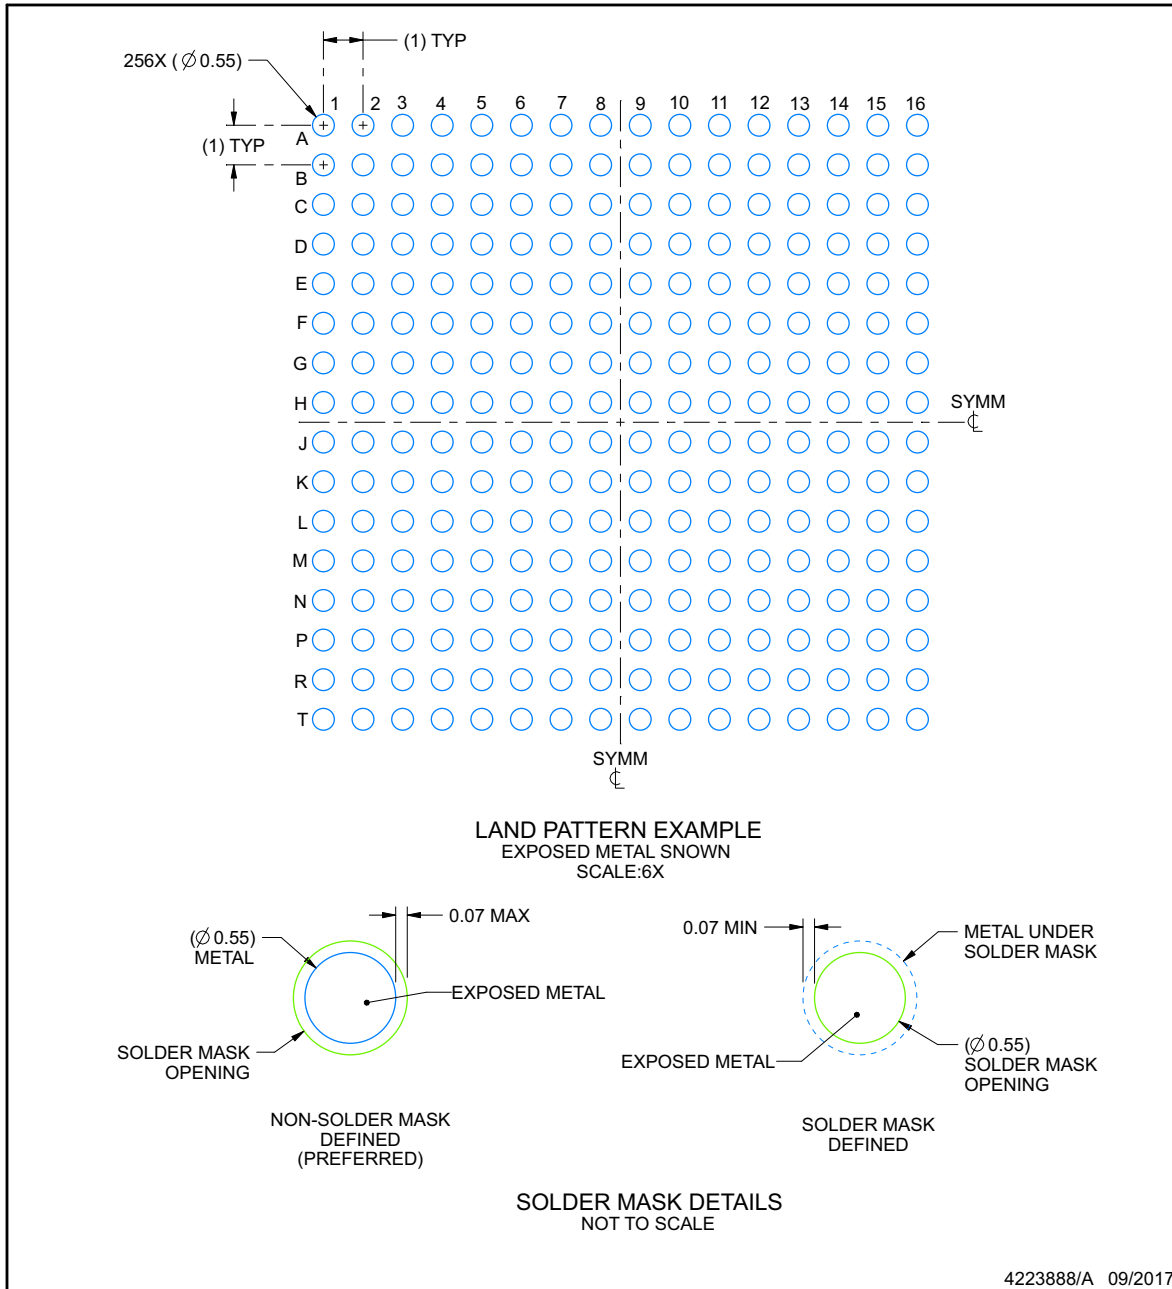 (1) TYP
256X (∅ 0.55)
1 2 3 4 5 6 7 8 9 10 11 12 13 14 15 16
A
(1) TYP
B
C
D
E
F
G
H
SYMM
℄
J
K
L
M
N
P
R
T
SYMM
℄
LAND PATTERN EXAMPLE
EXPOSED METAL SNOWN
SCALE:6X
(∅ 0.55)
METAL
0.07 MAX
EXPOSED METAL
SOLDER MASK
OPENING
NON-SOLDER MASK
DEFINED
(PREFERRED)
0.07 MIN
METAL UNDER
SOLDER MASK
EXPOSED METAL
(∅ 0.55)
SOLDER MASK
OPENING
SOLDER MASK
DEFINED
SOLDER MASK DETAILS
NOT TO SCALE
4223888/A 09/2017